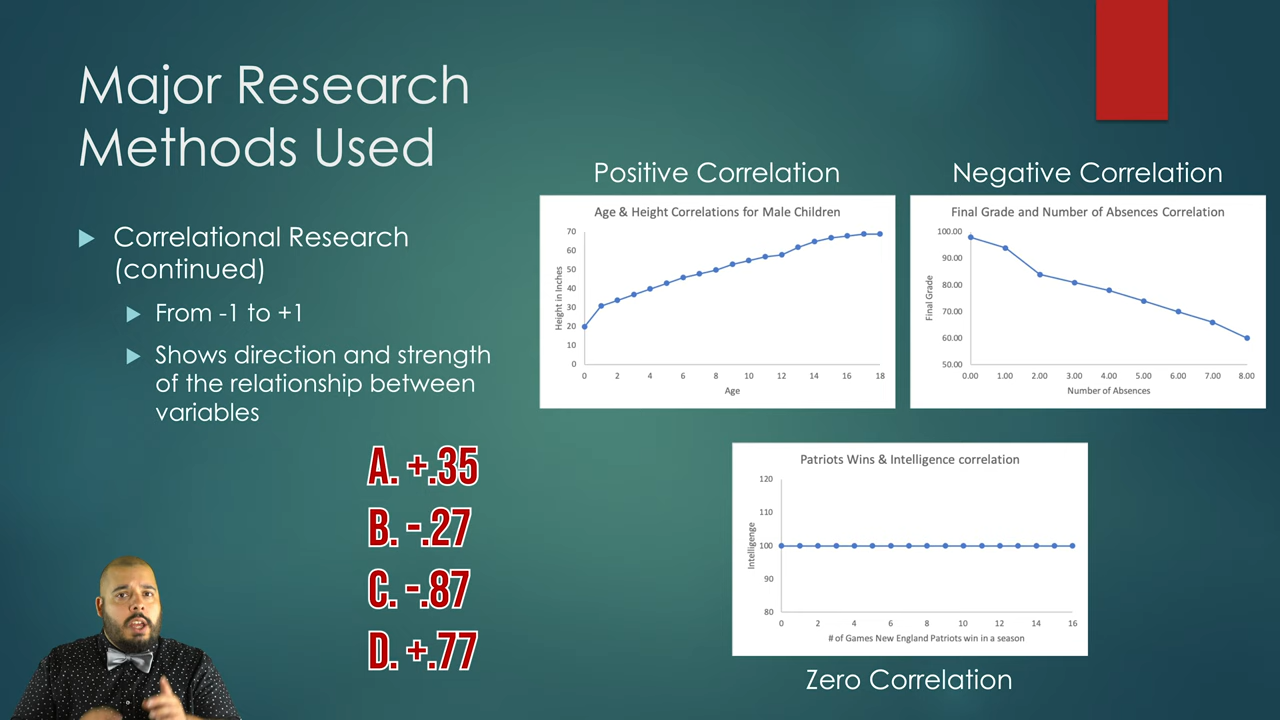 Major Research
Methods Used
Correlational Research
(continued)
From -1 to +1
Shows direction and strength
of the relationship between
variables
A. +.35
B. -.27
C. -.87
D. +.77
Positive Correlation
Age & Height Correlations for Male Children
70
60
50
40
30
20
10
0
Height in Inches
0 2 4 6 8 10 12 14 16 18
Age
Negative Correlation
Final Grade and Number of Absences Correlation
100.00
90.00
80.00
70.00
60.00
50.00
Final Grade
0.00 1.00 2.00 3.00 4.00 5.00 6.00 7.00 8.00
Number of Absences
Patriots Wins & Intelligence correlation
120
110
100
90
80
Intelligenge
0 2 4 6 8 10 12 14 16
# of Games New England Patriots win in a season
Zero Correlation